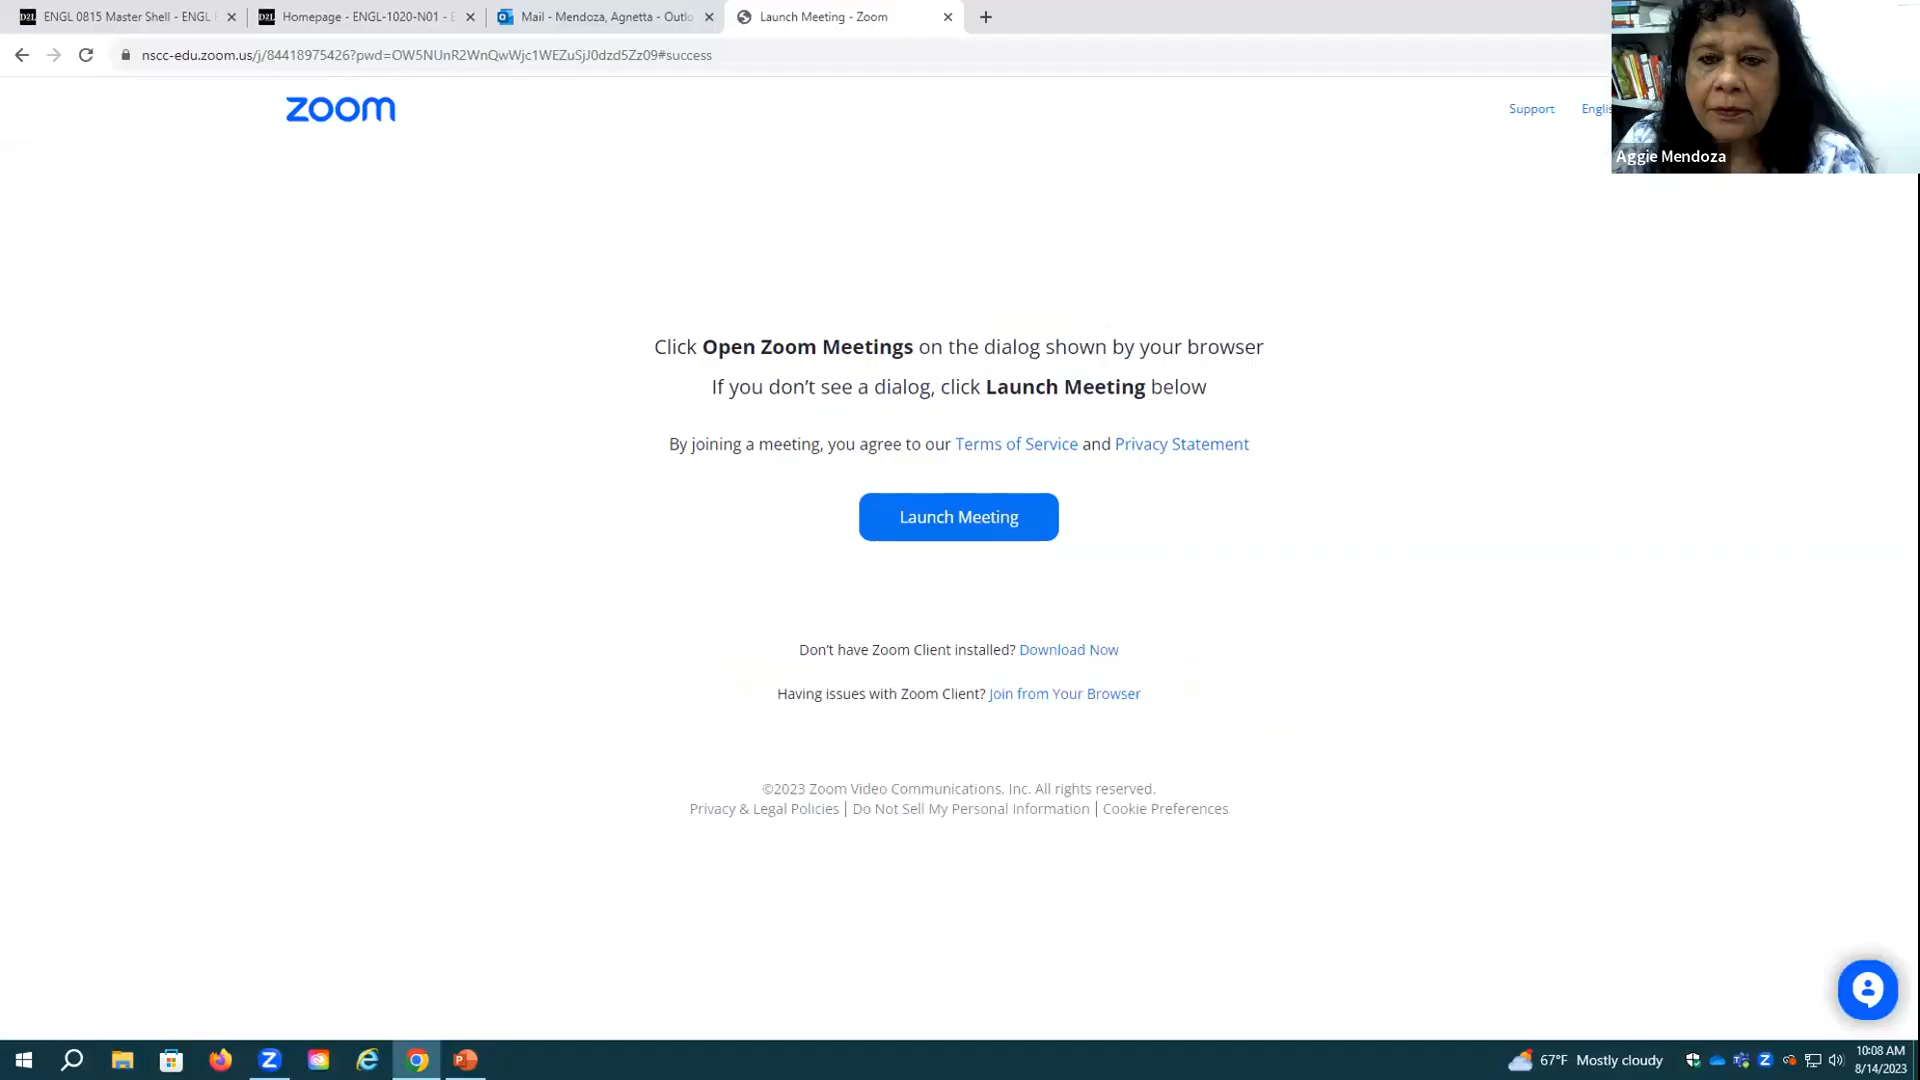 ENGL 0815 Master Shell - ENGL
Homepage - ENGL-1020-N01 -
Mail - Mendoza, Agnetta - Outlo
Launch Meeting - Zoom
nscc-edu.zoom.us/j/84418975426?pwd=OW5NUnR2WnQwWjc1WEZuSjJ0dzd5Zz09#success
zoom
Support
Englis
Aggie Mendoza
Click Open Zoom Meetings on the dialog shown by your browser
If you don't see a dialog, click Launch Meeting below
By joining a meeting, you agree to our Terms of Service and Privacy Statement
Launch Meeting
Don't have Zoom Client installed? Download Now
Having issues with Zoom Client? Join from Your Browser
©2023 Zoom Video Communications, Inc. All rights reserved.
Privacy & Legal Policies | Do Not Sell My Personal Information | Cookie Preferences
67°F Mostly cloudy
10:08 AM
8/14/2023